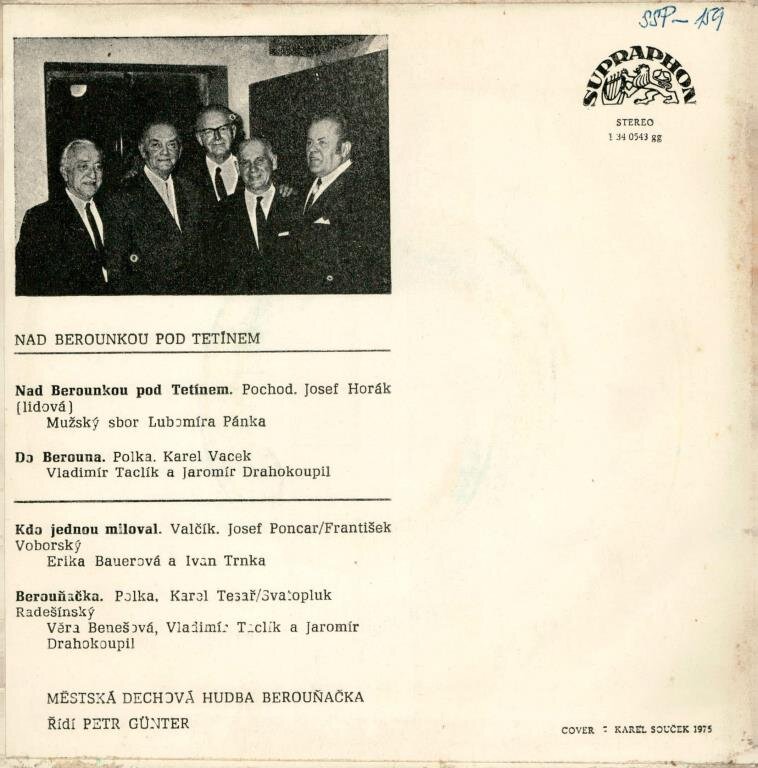 SSP-159
SUPRAPHON
STEREO
1 34 0543 gg
NAD BEROUNKOU POD TETÍNEM
Nad Berounkou pod Tetínem. Pochod. Josef Horák
(lidová)
Mužský sbor Lubomíra Pánka
Do Berouna. Polka. Karel Vacek
Vladimír Taclík a Jaromír Drahokoupil
Kdo jednou miloval. Valčík. Josef Poncar/František
Voborský
Erika Bauerová a Ivan Trnka
Berouňačka. Polka. Karel Tesař/Svatopluk
Radešínský
Věra Benešová, Vladimír Taclík a Jaromír
Drahokoupil
MĚSTSKÁ DECHOVÁ HUDBA BEROUŇAČKA
Řídí PETR GÜNTER
COVER : KAREL SOUČEK 1975